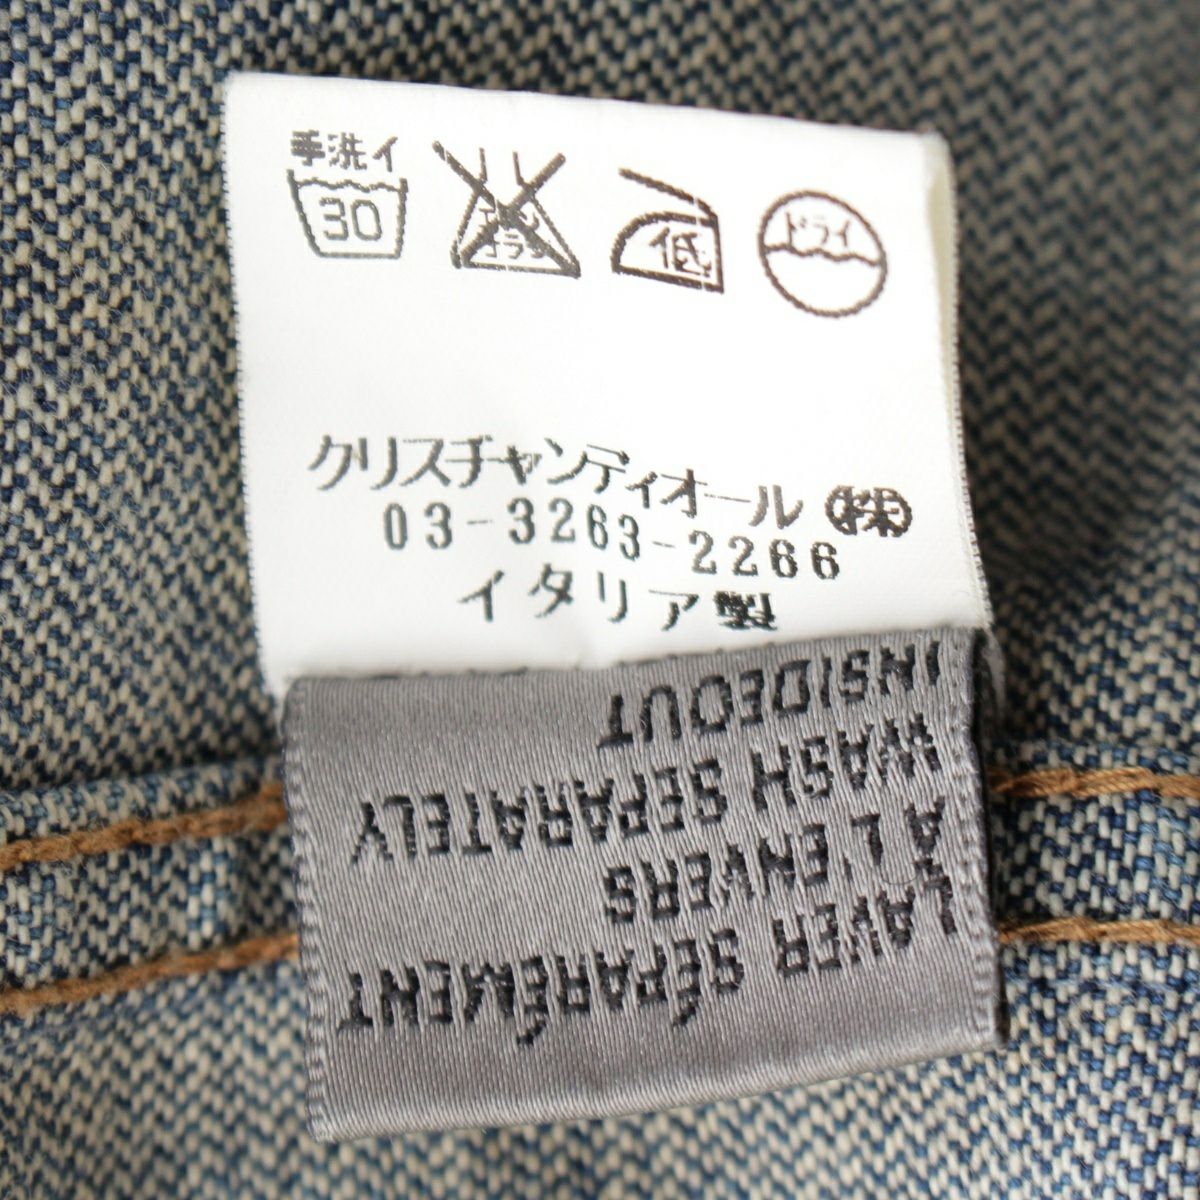 手洗イ
30
エンソ
サラシ
低
ドライ
クリスチャンディオール㈱
03-3263-2266
イタリア製
LAVER SÉPARÉMENT
À L'ENVERS
WASH SEPARATELY
INSIDEOUT